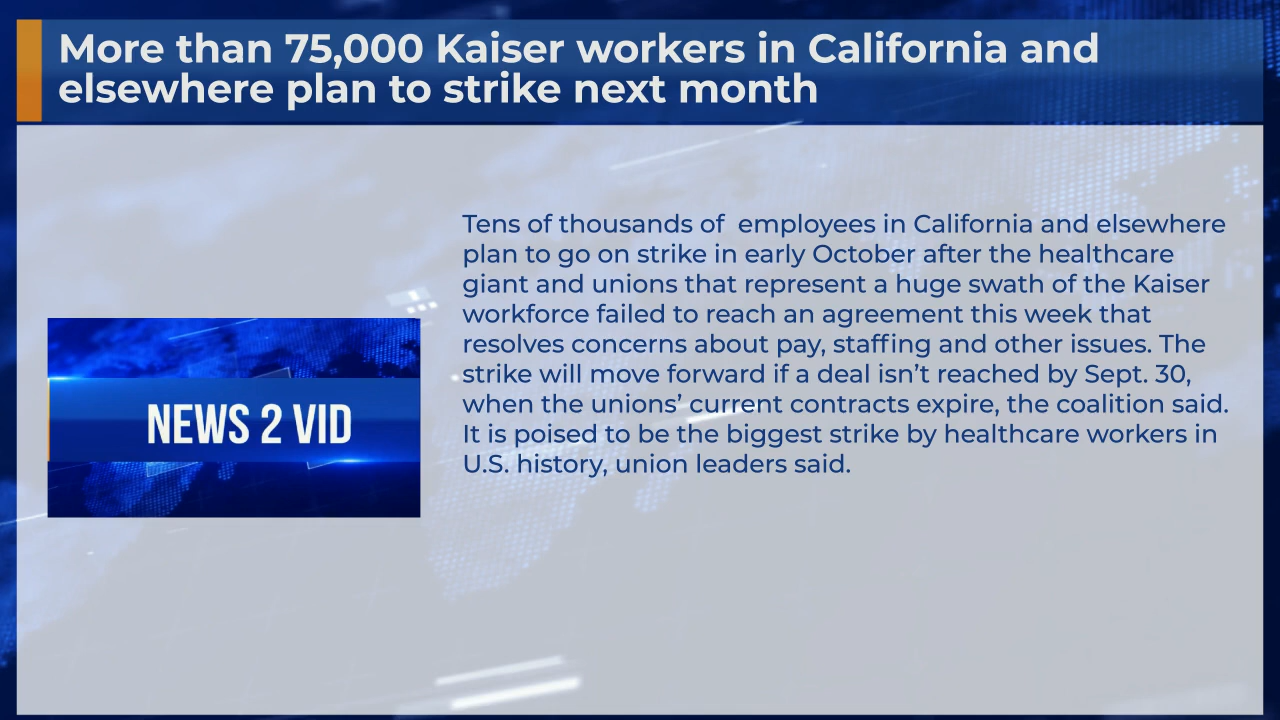 More than 75,000 Kaiser workers in California and
elsewhere plan to strike next month
Tens of thousands of  employees in California and elsewhere
plan to go on strike in early October after the healthcare
giant and unions that represent a huge swath of the Kaiser
workforce failed to reach an agreement this week that
resolves concerns about pay, staffing and other issues. The
strike will move forward if a deal isn’t reached by Sept. 30,
when the unions’ current contracts expire, the coalition said.
It is poised to be the biggest strike by healthcare workers in
U.S. history, union leaders said.
NEWS 2 VID